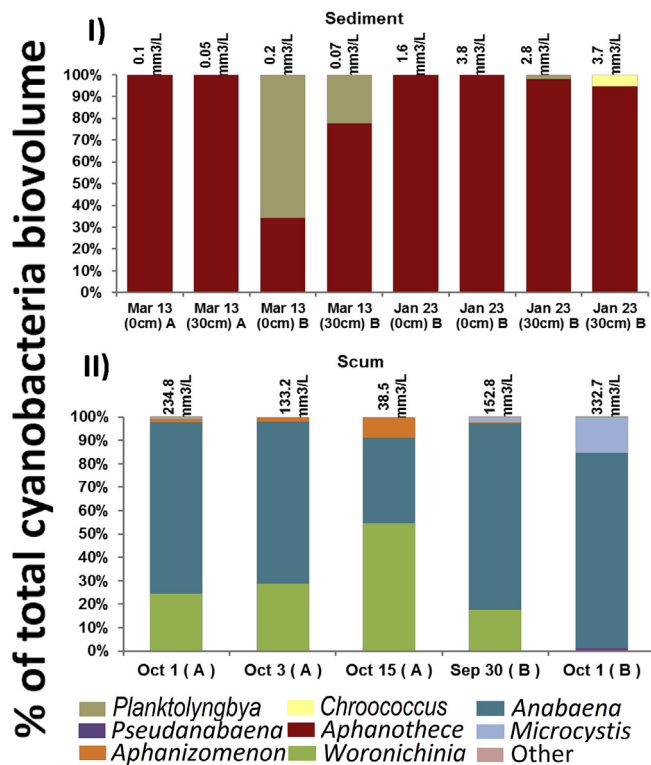 % of total cyanobacteria biovolume
I)
Sediment
0.1 mm3/L
0.05 mm3/L
0.2 mm3/L
0.07 mm3/L
1.6 mm3/L
3.8 mm3/L
2.8 mm3/L
3.7 mm3/L
100%
90%
80%
70%
60%
50%
40%
30%
20%
10%
0%
Mar 13 (0cm) A
Mar 13 (30cm) A
Mar 13 (0cm) B
Mar 13 (30cm) B
Jan 23 (0cm) B
Jan 23 (0cm) B
Jan 23 (30cm) B
Jan 23 (30cm) B
II)
Scum
234.8 mm3/L
133.2 mm3/L
38.5 mm3/L
152.8 mm3/L
332.7 mm3/L
100%
90%
80%
70%
60%
50%
40%
30%
20%
10%
0%
Oct 1 ( A )
Oct 3 ( A )
Oct 15 ( A )
Sep 30 ( B )
Oct 1 ( B )
Planktolyngbya
Chroococcus
Anabaena
Pseudanabaena
Aphanothece
Microcystis
Aphanizomenon
Woronichinia
Other